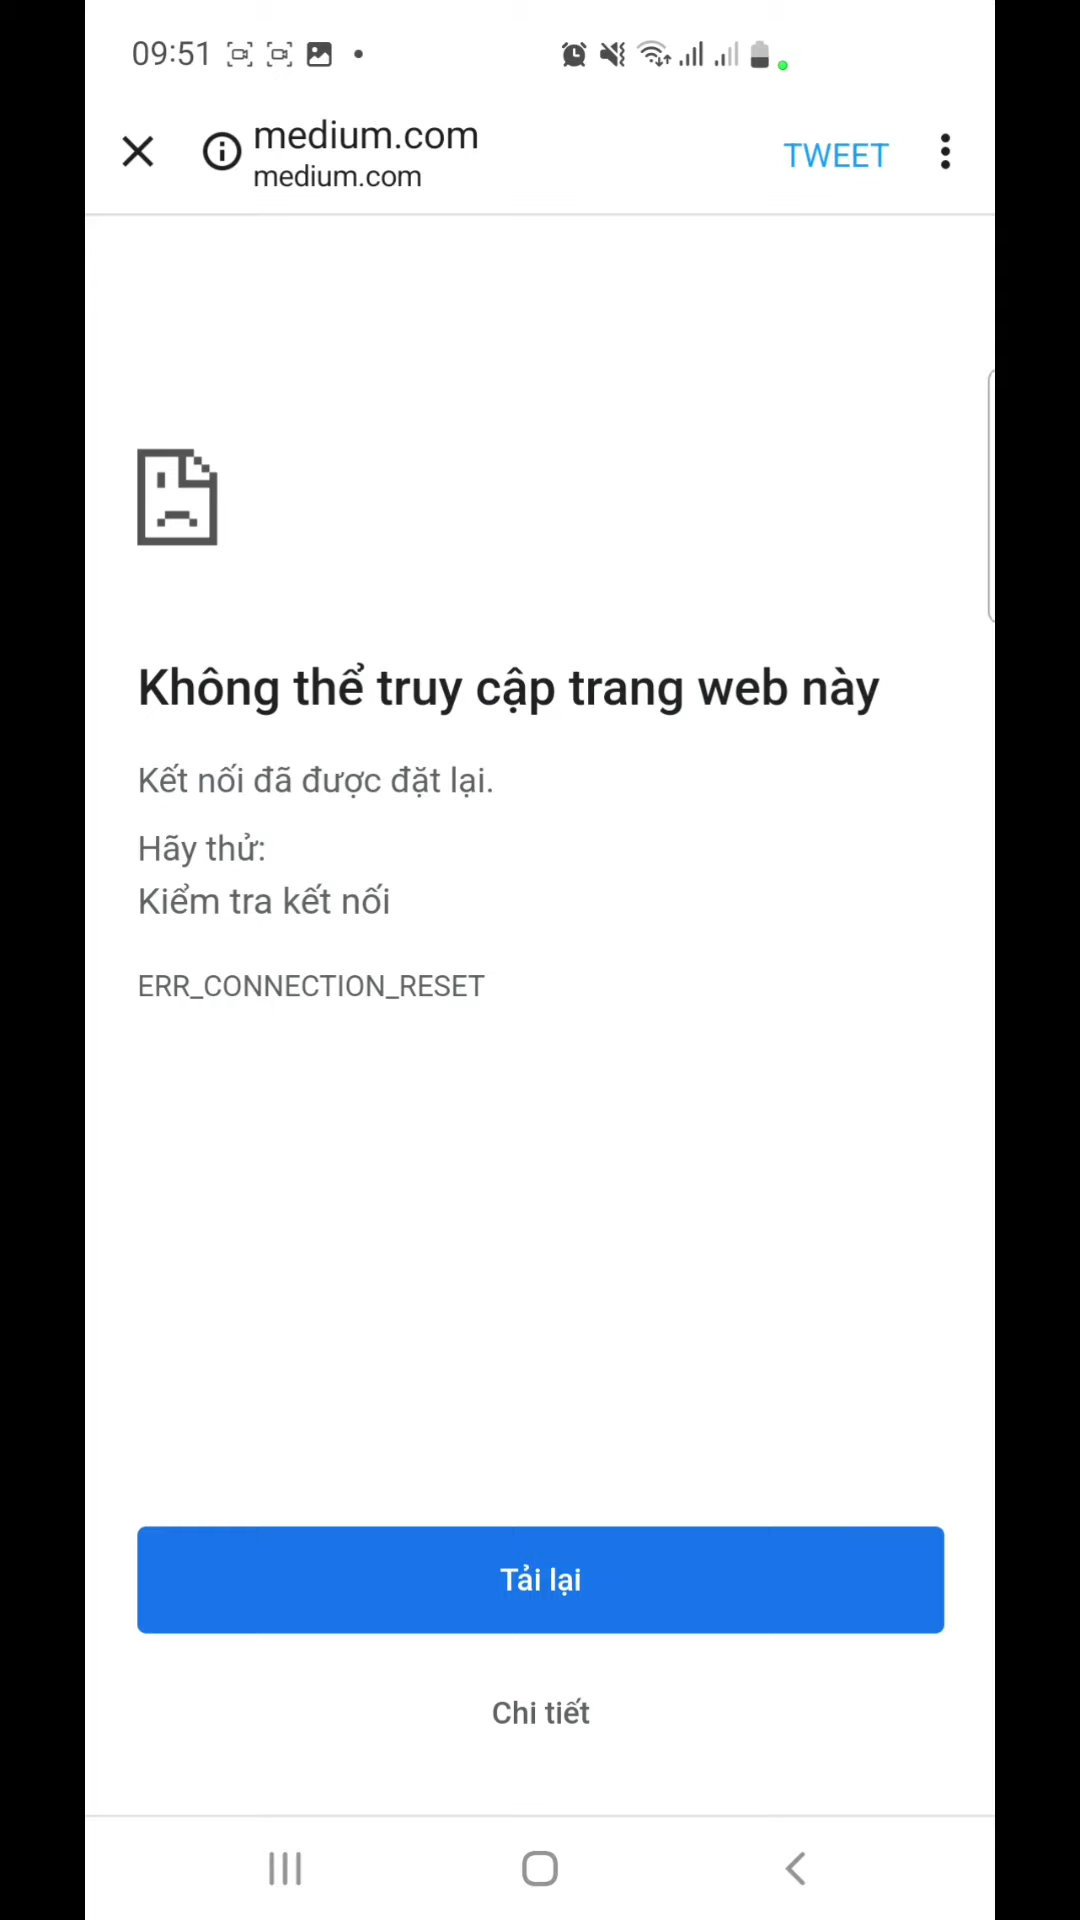 09:51
medium.com
medium.com
TWEET
Không thể truy cập trang web này
Kết nối đã được đặt lại.
Hãy thử:
Kiểm tra kết nối
ERR_CONNECTION_RESET
Tải lại
Chi tiết